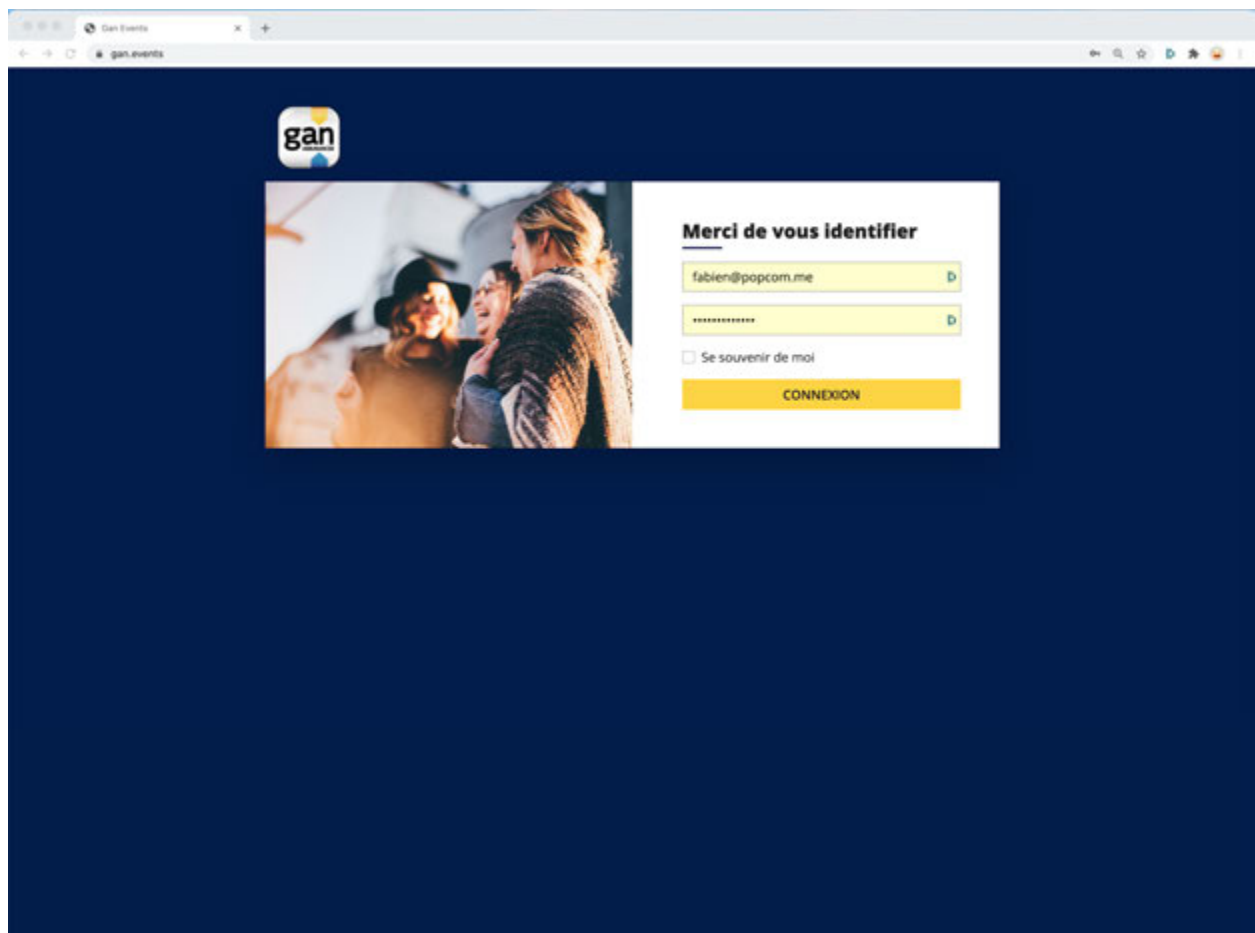 Gan Events
gan.events
gan
Merci de vous identifier
fabien@popcom.me
•••••••••••••
Se souvenir de moi
CONNEXION